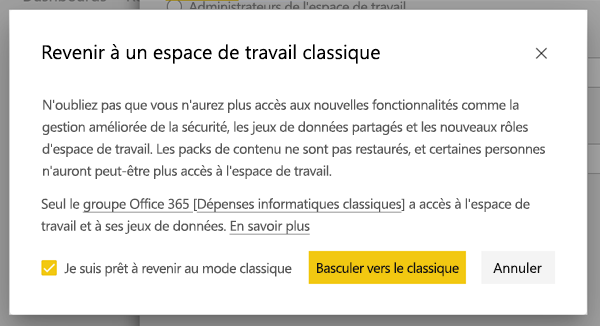 Administrateurs de l'espace de travail
Revenir à un espace de travail classique
N'oubliez pas que vous n'aurez plus accès aux nouvelles fonctionnalités comme la
gestion améliorée de la sécurité, les jeux de données partagés et les nouveaux rôles
d'espace de travail. Les packs de contenu ne sont pas restaurés, et certaines personnes
n'auront peut-être plus accès à l'espace de travail.
Seul le groupe Office 365 [Dépenses informatiques classiques] a accès à l'espace de
travail et à ses jeux de données. En savoir plus
Je suis prêt à revenir au mode classique
Basculer vers le classique
Annuler